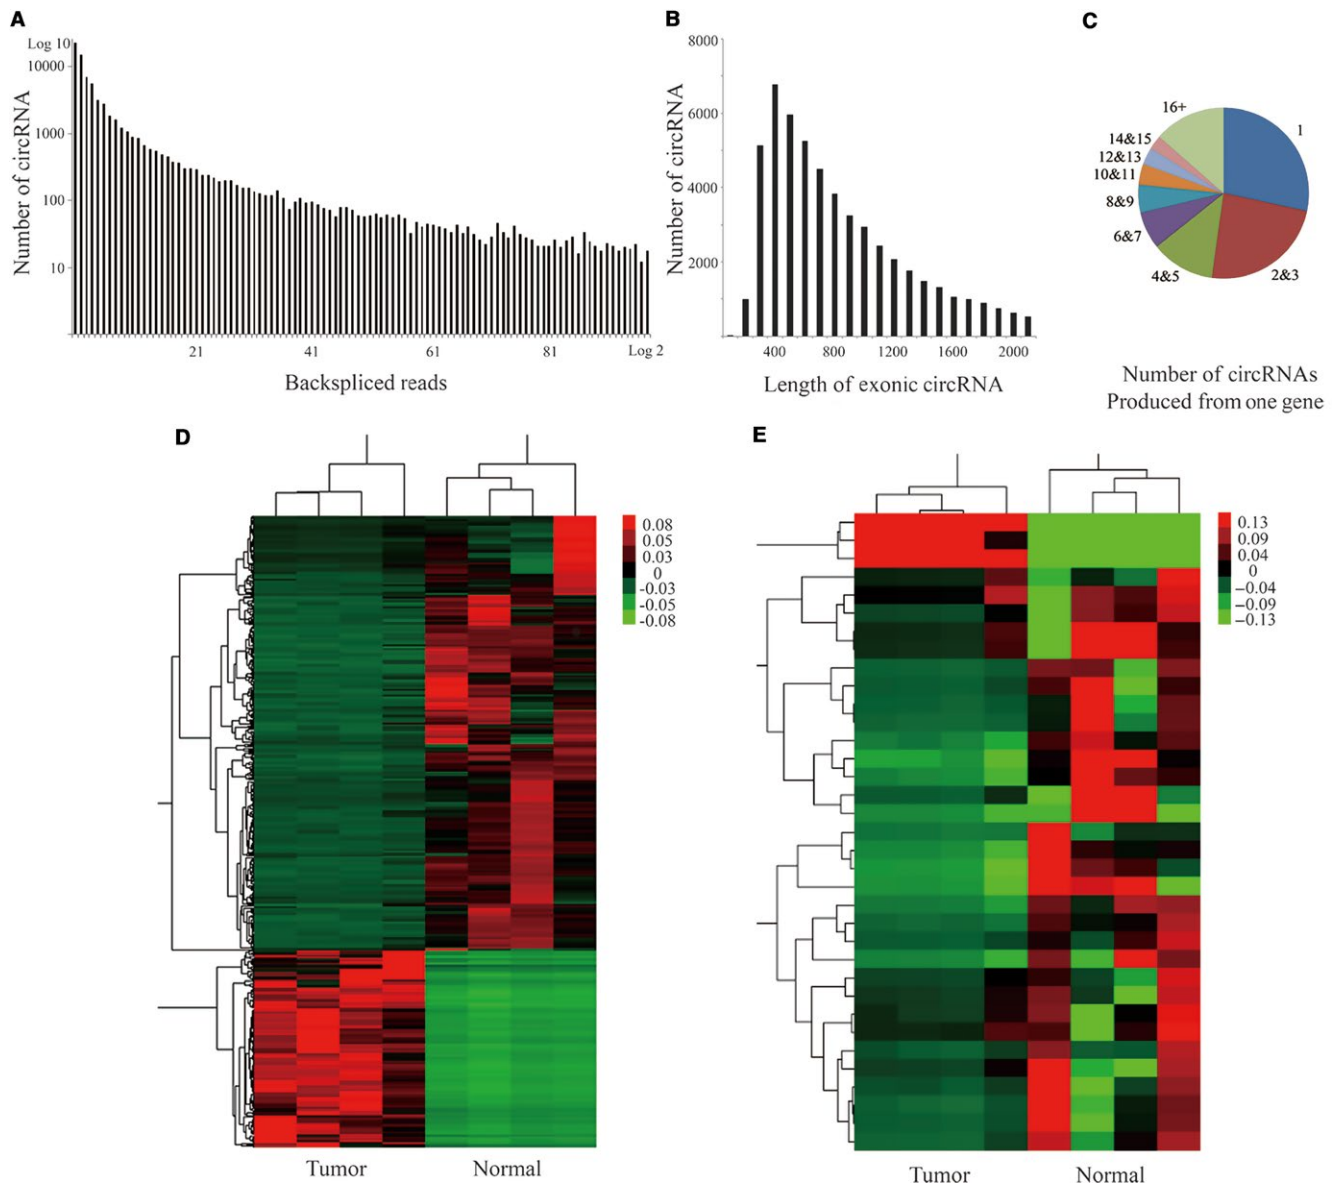 A
Log 10
10000
1000
100
10
Number of circRNA
21
41
61
81
Log 2
Backspliced reads
B
8000
6000
4000
2000
Number of circRNA
400
800
1200
1600
2000
Length of exonic circRNA
C
16+
1
14&15
12&13
10&11
8&9
6&7
4&5
2&3
Number of circRNAs
Produced from one gene
D
0.08
0.05
0.03
0
-0.03
-0.05
-0.08
Tumor
Normal
E
0.13
0.09
0.04
0
−0.04
−0.09
−0.13
Tumor
Normal